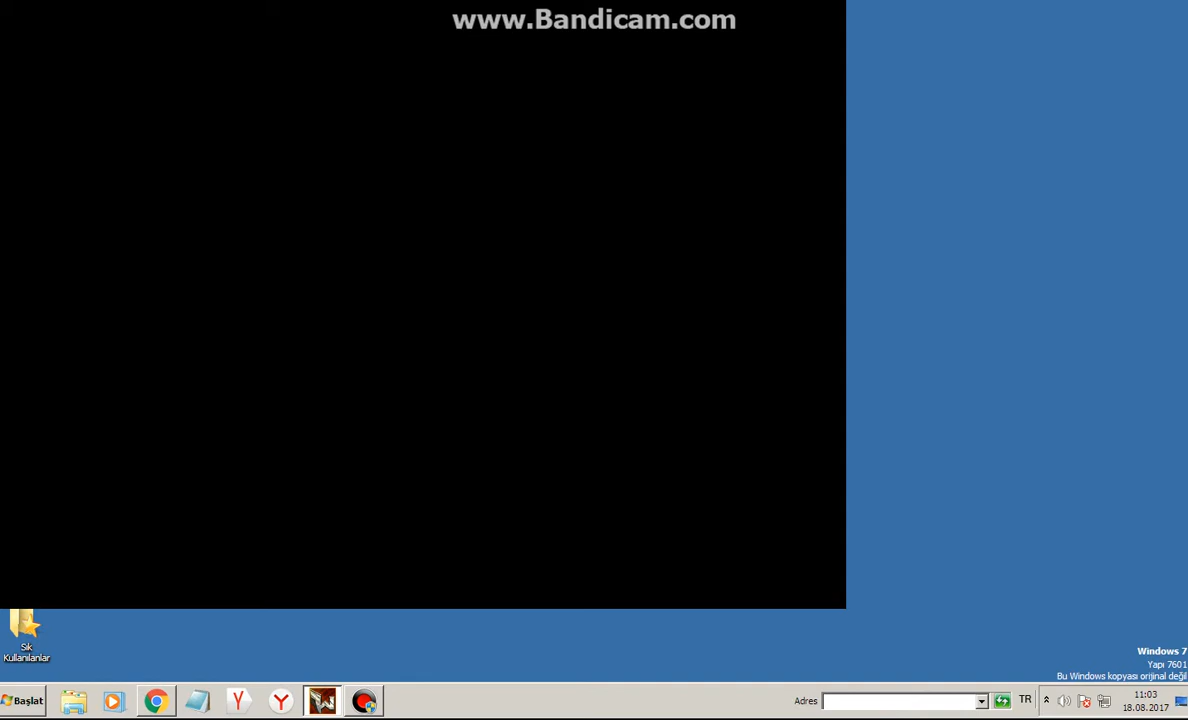 www.Bandicam.com
Sık
Kullanılanlar
Windows 7
Yapı 7601
Bu Windows kopyası orijinal değil
Başlat
Adres
TR
11:03
18.08.2017